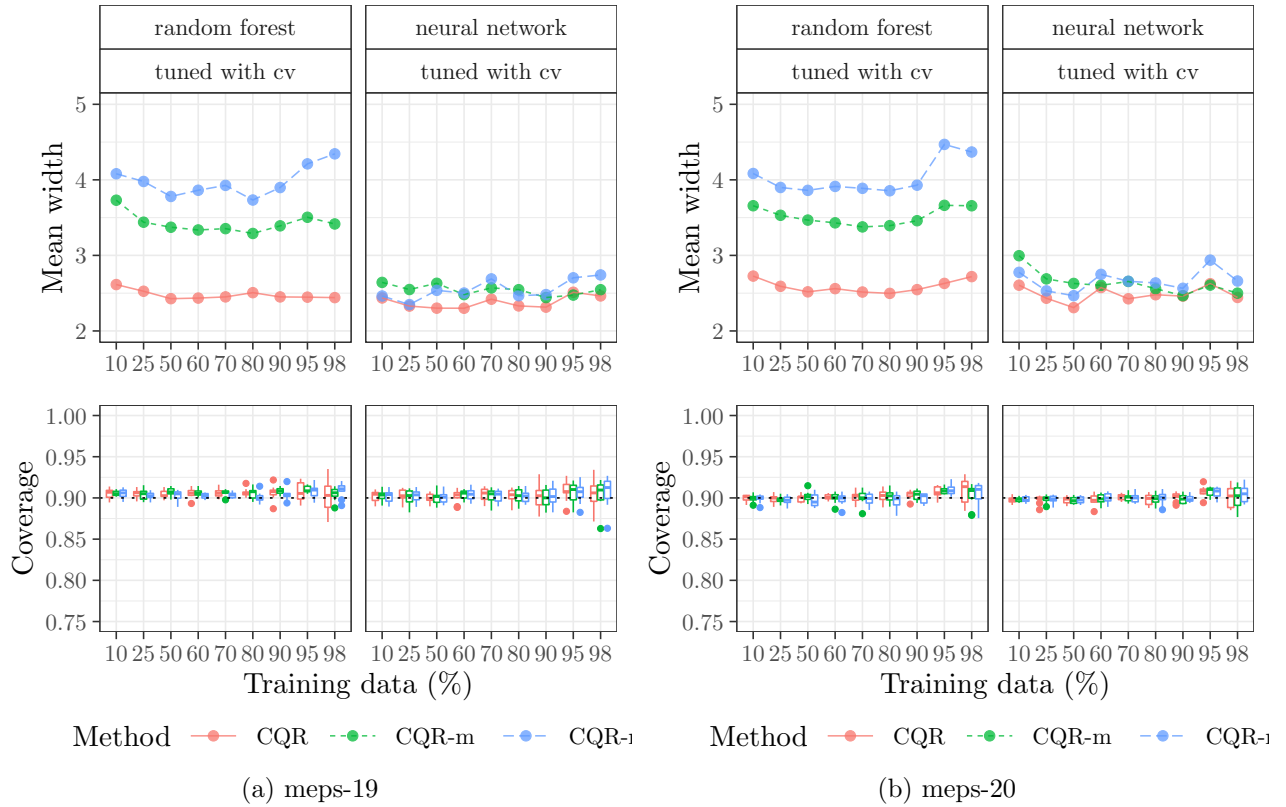 random forest
neural network
tuned with cv
tuned with cv
Mean width
5
4
3
2
10 25 50 60 70 80 90 95 98
10 25 50 60 70 80 90 95 98
Coverage
1.00
0.95
0.90
0.85
0.80
0.75
10 25 50 60 70 80 90 95 98
10 25 50 60 70 80 90 95 98
Training data (%)
Method CQR CQR-m CQR-
(a) meps-19
random forest
neural network
tuned with cv
tuned with cv
Mean width
5
4
3
2
10 25 50 60 70 80 90 95 98
10 25 50 60 70 80 90 95 98
Coverage
1.00
0.95
0.90
0.85
0.80
0.75
10 25 50 60 70 80 90 95 98
10 25 50 60 70 80 90 95 98
Training data (%)
Method CQR CQR-m CQR-
(b) meps-20